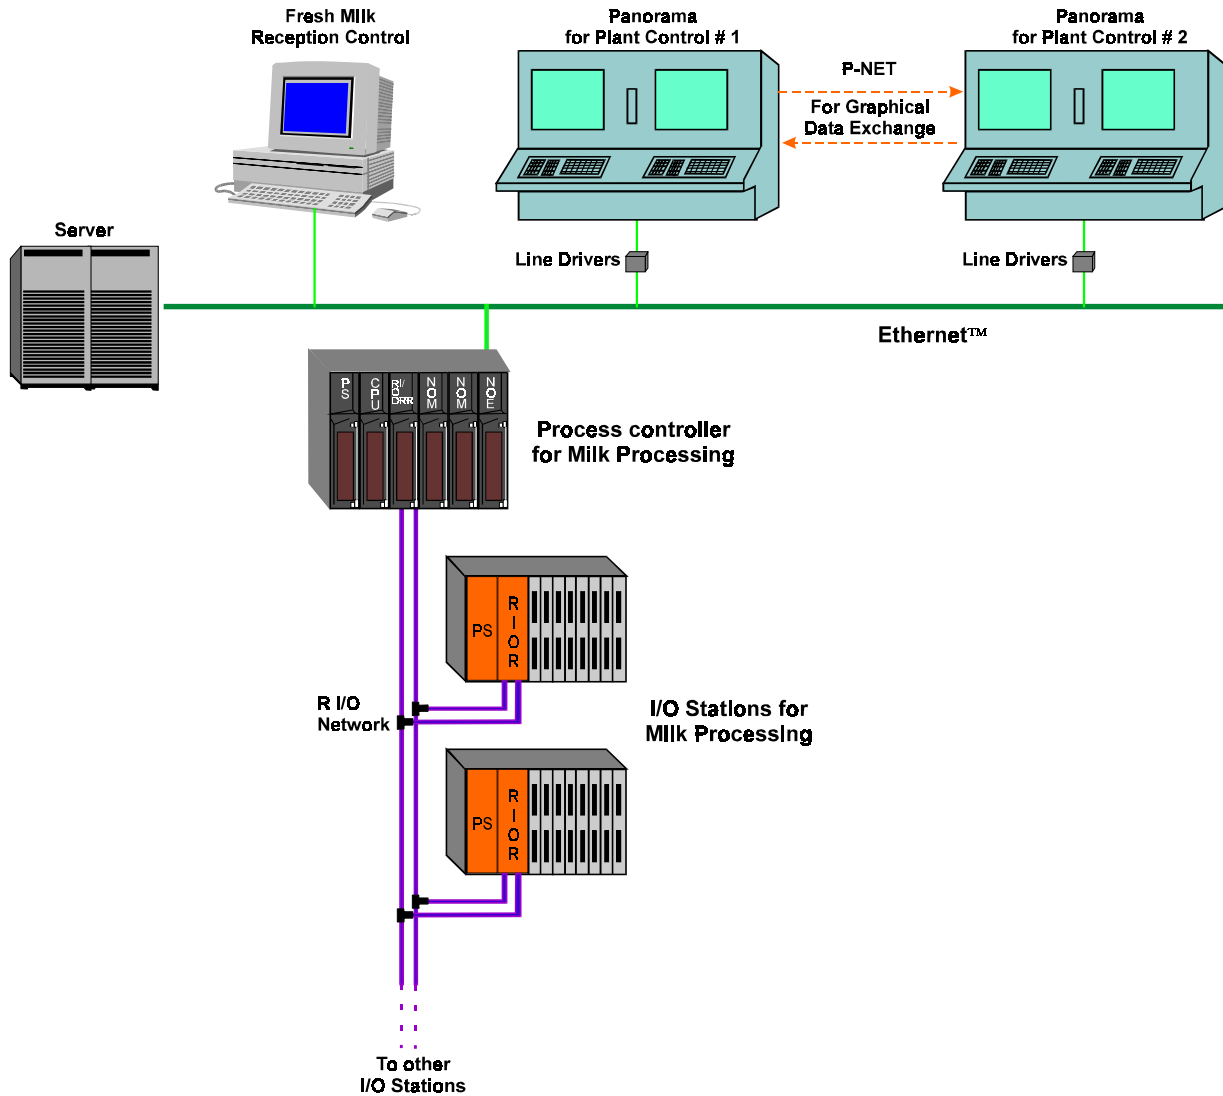 Fresh Milk
Reception Control
Panorama
for Plant Control # 1
Panorama
for Plant Control # 2
P-NET
For Graphical
Data Exchange
Server
Line Drivers
Line Drivers
Ethernet™
PS
CPU
RI/O DRR
NOM
NOM
NOE
Process controller
for Milk Processing
PS
RIOR
R I/O
Network
I/O Stations for
Milk Processing
PS
RIOR
To other
I/O Stations